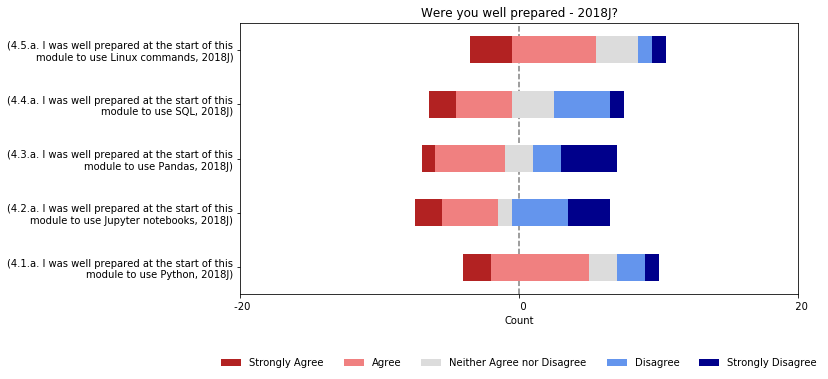 Were you well prepared - 2018J?
(4.5.a. I was well prepared at the start of this
module to use Linux commands, 2018J)
(4.4.a. I was well prepared at the start of this
module to use SQL, 2018J)
(4.3.a. I was well prepared at the start of this
module to use Pandas, 2018J)
(4.2.a. I was well prepared at the start of this
module to use Jupyter notebooks, 2018J)
(4.1.a. I was well prepared at the start of this
module to use Python, 2018J)
-20 0 20
Count
Strongly Agree Agree Neither Agree nor Disagree Disagree Strongly Disagree